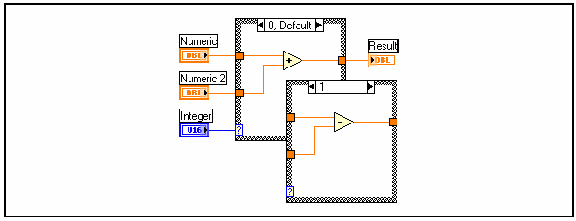 0, Default
Numeric
DBL
+
Result
DBL
Numeric 2
DBL
1
Integer
U16
?
-
?